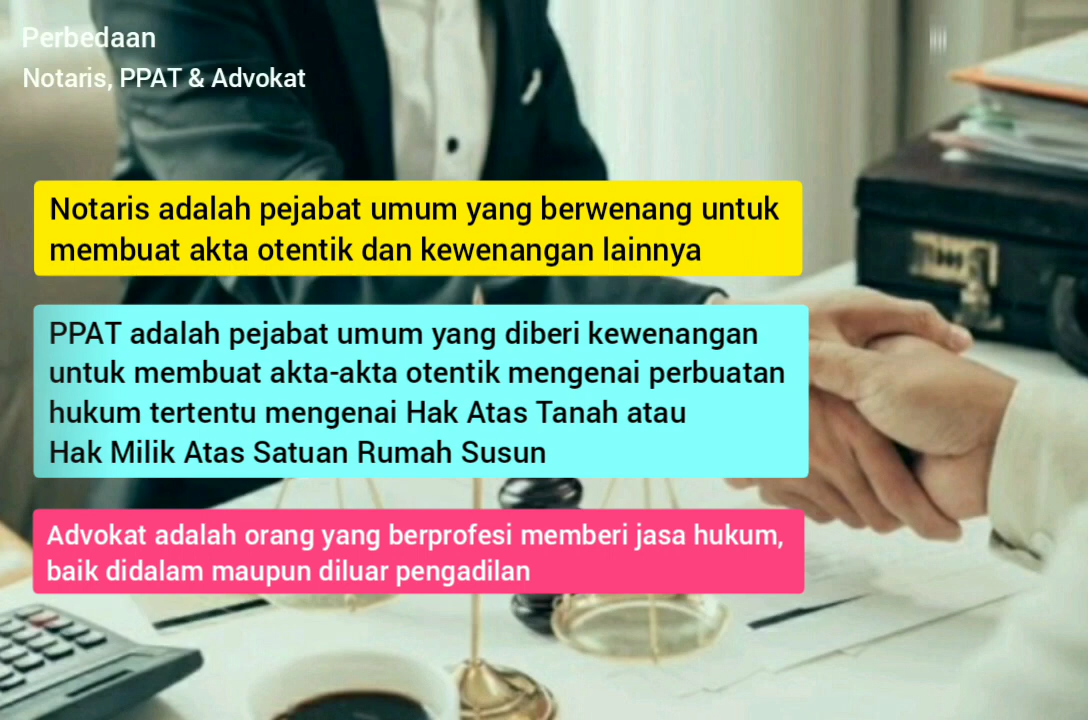 Perbedaan
Notaris, PPAT & Advokat
Notaris adalah pejabat umum yang berwenang untuk
membuat akta otentik dan kewenangan lainnya
PPAT adalah pejabat umum yang diberi kewenangan
untuk membuat akta-akta otentik mengenai perbuatan
hukum tertentu mengenai Hak Atas Tanah atau
Hak Milik Atas Satuan Rumah Susun
Advokat adalah orang yang berprofesi memberi jasa hukum,
baik didalam maupun diluar pengadilan